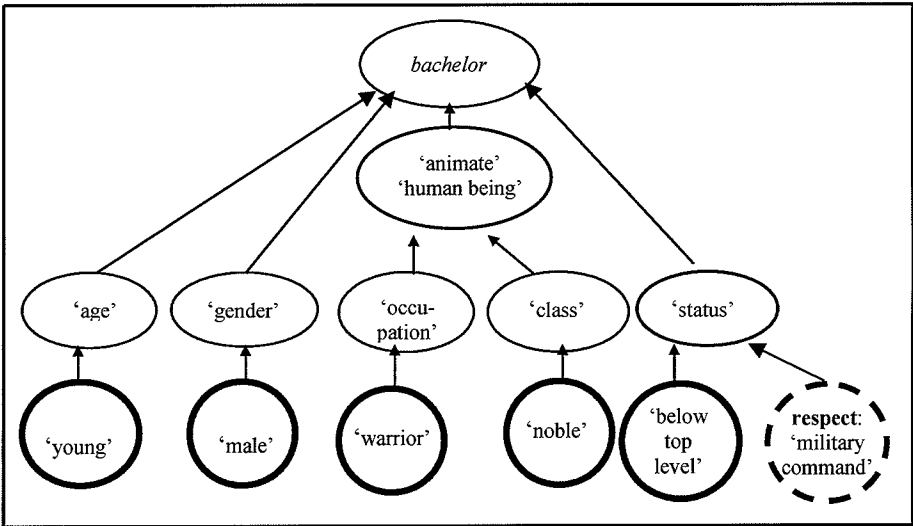 bachelor
‘animate’
‘human being’
‘age’
‘gender’
‘occu-
pation’
‘class’
‘status’
‘young’
‘male’
‘warrior’
‘noble’
‘below
top
level’
respect:
‘military
command’